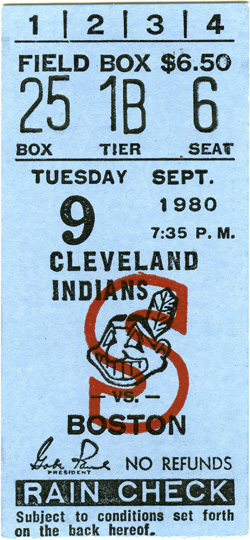 1 | 2 | 3 | 4
FIELD BOX $6.50
25 1B 6
BOX TIER SEAT
TUESDAY SEPT.
9 1980
7:35 P. M.
CLEVELAND
INDIANS
S
- vs. -
BOSTON
Gabe Paul NO REFUNDS
PRESIDENT
RAIN CHECK
Subject to conditions set forth
on the back hereof.